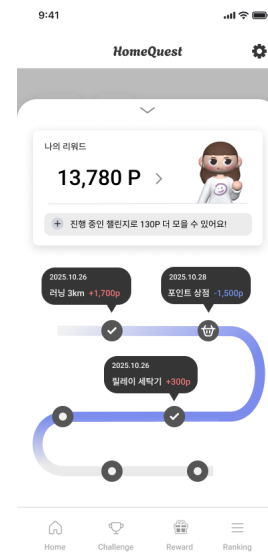 9:41
HomeQuest
나의 리워드
13,780 P
진행 중인 챌린지로 130P 더 모을 수 있어요!
2025.10.26
러닝 3km +1,700p
2025.10.28
포인트 상점 -1,500p
2025.10.26
릴레이 세탁기 +300p
Home Challenge Reward Ranking